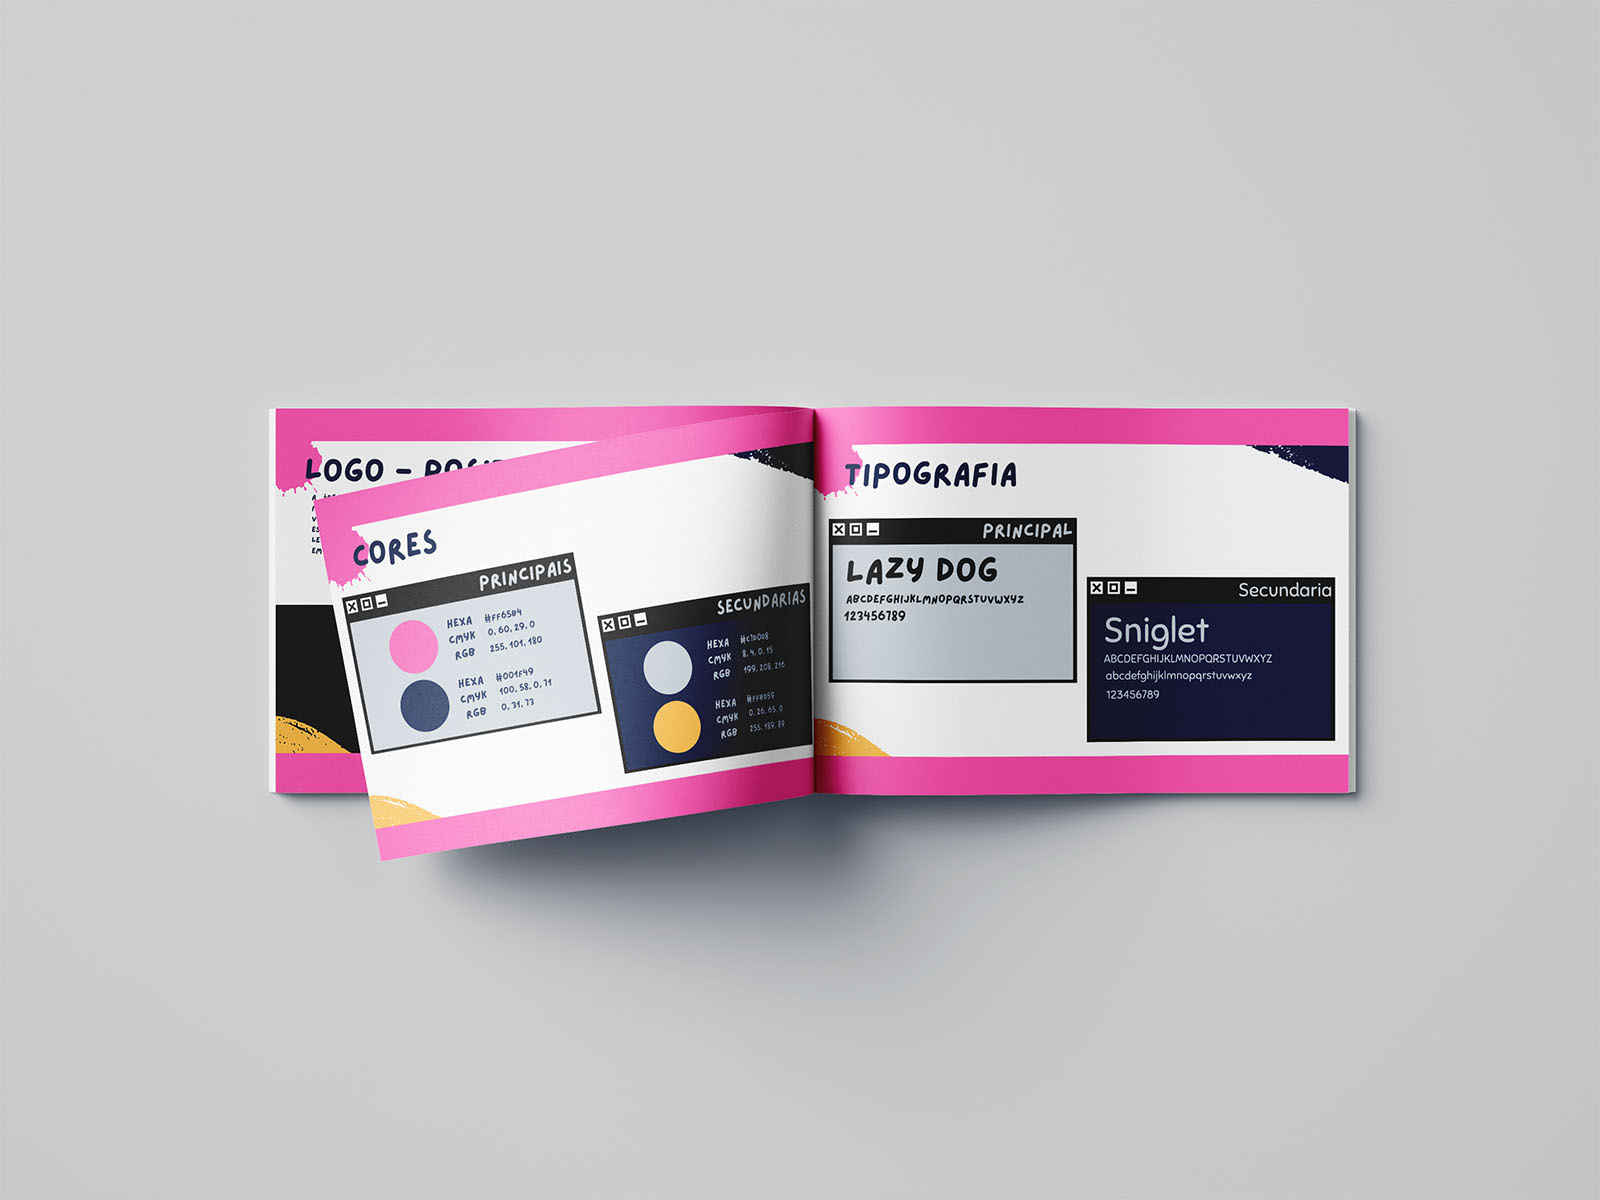 LOGO –
CORES
PRINCIPAIS
HEXA #FF65B4
CMYK 0.60.29.0
RGB 255.101.180
HEXA #001F49
CMYK 100.58.0.71
RGB 0.31.73
SECUNDARIAS
HEXA #C7D0D8
CMYK 8.4.0.15
RGB 199.208.216
HEXA #FFBD59
CMYK 0.26.65.0
RGB 255.189.89
TIPOGRAFIA
PRINCIPAL
LAZY DOG
ABCDEFGHIJKLMNOPQRSTUVWXYZ
123456789
Secundaria
Sniglet
ABCDEFGHIJKLMNOPQRSTUVWXYZ
abcdefghijklmnopqrstuvwxyz
123456789